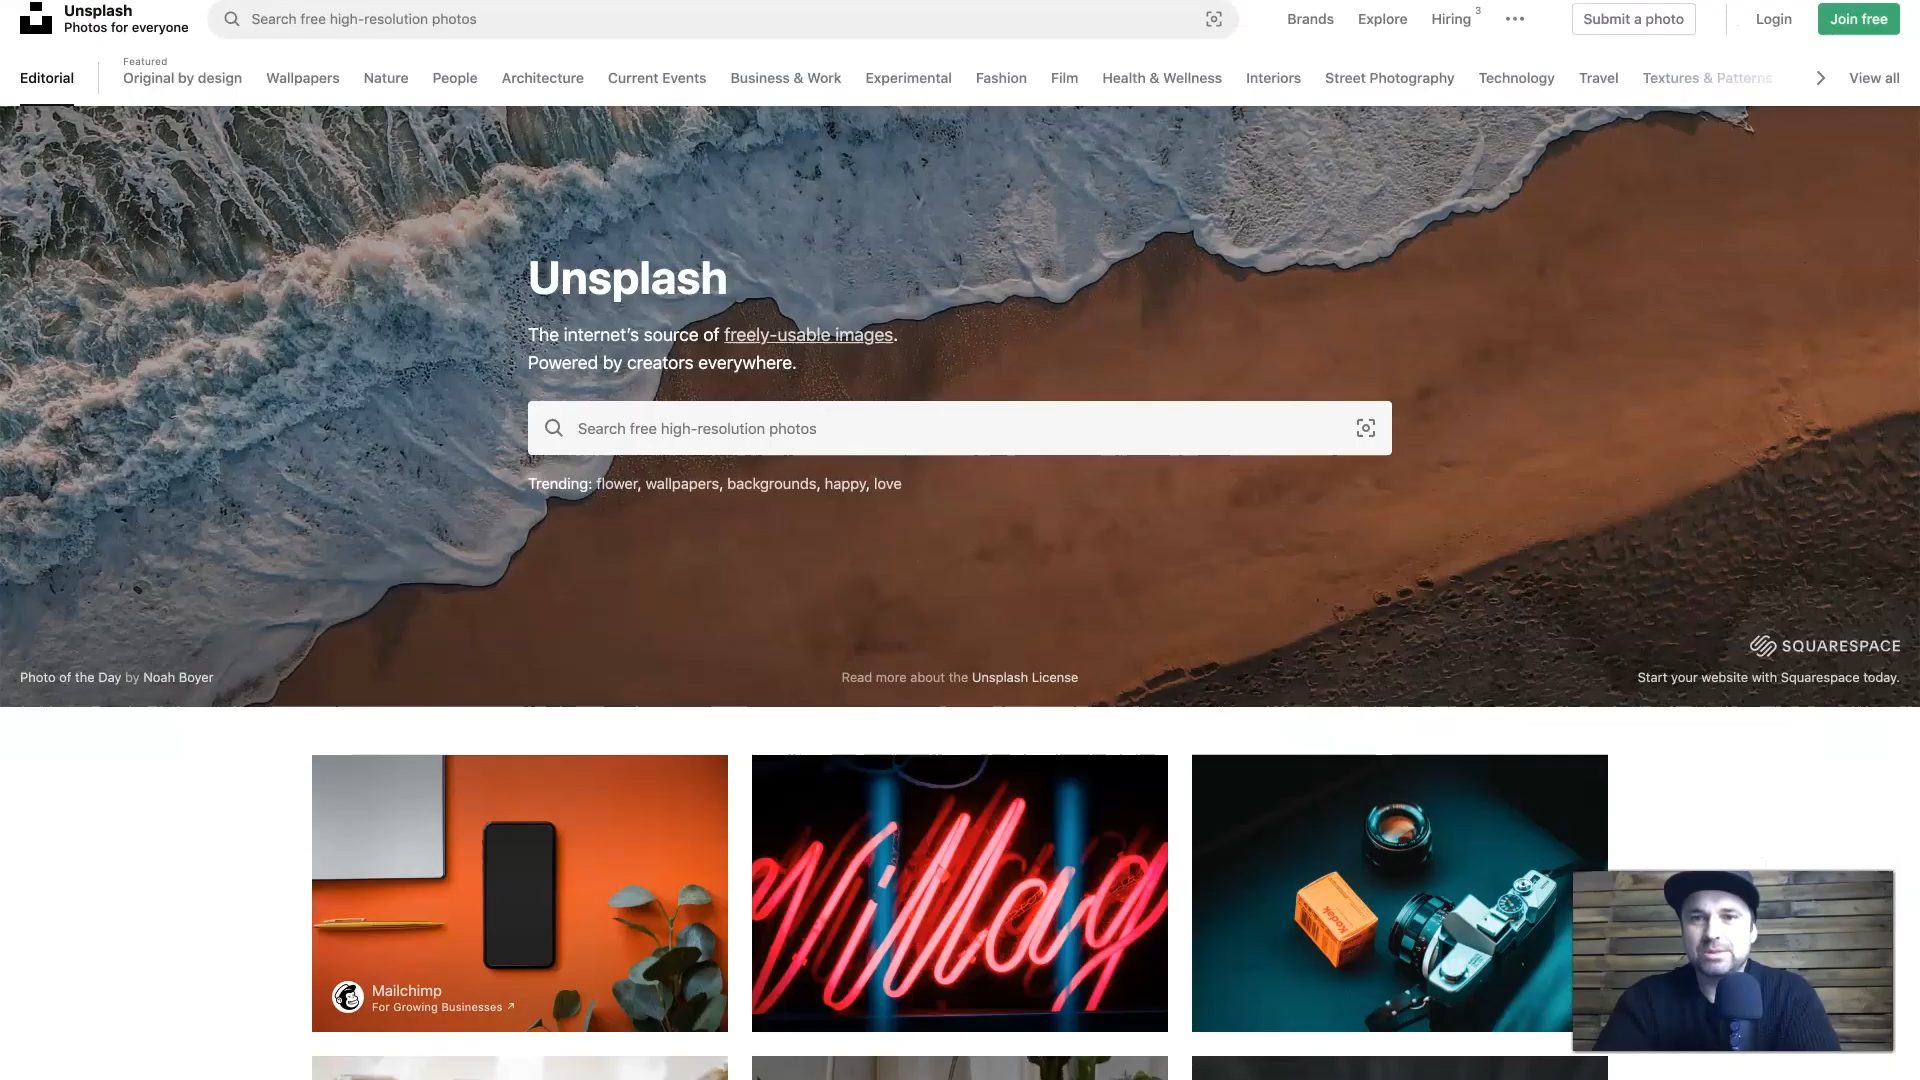 Unsplash
Photos for everyone
Search free high-resolution photos
Brands
Explore
Hiring
3
Submit a photo
Login
Join free
Editorial
Featured
Original by design
Wallpapers
Nature
People
Architecture
Current Events
Business & Work
Experimental
Fashion
Film
Health & Wellness
Interiors
Street Photography
Technology
Travel
Textures & Patterns
View all
Unsplash
The internet's source of freely-usable images.
Powered by creators everywhere.
Search free high-resolution photos
Trending: flower, wallpapers, backgrounds, happy, love
SQUARESPACE
Photo of the Day by Noah Boyer
Read more about the Unsplash License
Start your website with Squarespace today.
Mailchimp
For Growing Businesses
Villag
Kodak